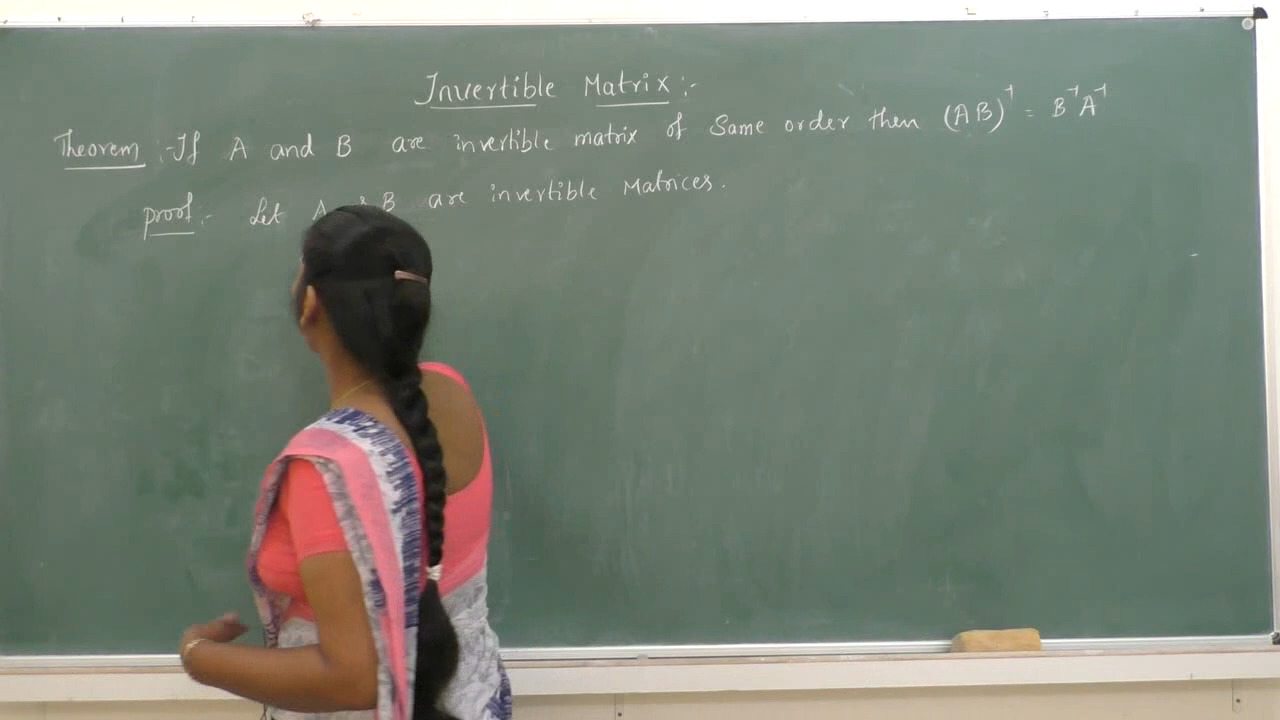 Invertible Matrix :-
Theorem :- If A and B are invertible matrix of Same order then (AB)⁻¹ = B⁻¹A⁻¹
Proof :- Let A & B are invertible Matrices.